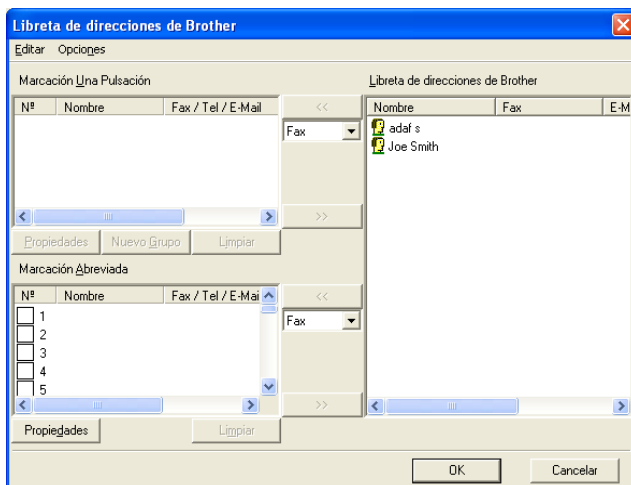 Libreta de direcciones de Brother
Editar Opciones
Marcación Una Pulsación
Nº Nombre Fax / Tel / E-Mail
<<
Fax
>>
Propiedades Nuevo Grupo Limpiar
Marcación Abreviada
Nº Nombre Fax / Tel / E-Mai
1
2
3
4
5
<<
Fax
>>
Propiedades Limpiar
Libreta de direcciones de Brother
Nombre Fax E-M
adaf s
Joe Smith
OK Cancelar